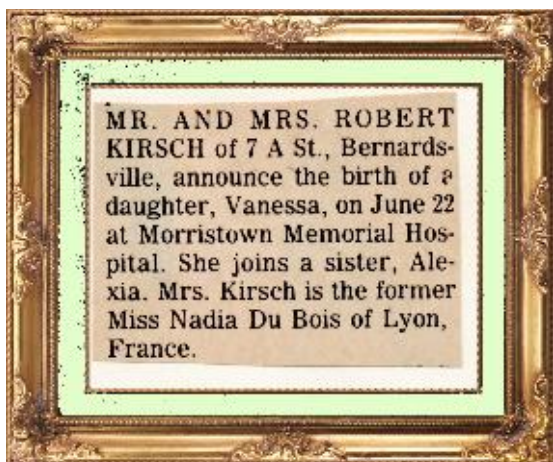 MR. AND MRS. ROBERT
KIRSCH of 7 A St., Bernards-
ville, announce the birth of a
daughter, Vanessa, on June 22
at Morristown Memorial Hos-
pital. She joins a sister, Ale-
xia. Mrs. Kirsch is the former
Miss Nadia Du Bois of Lyon,
France.